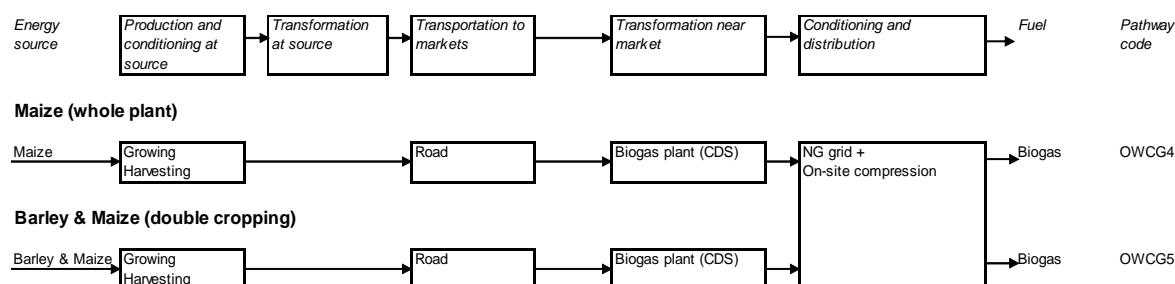 Energy source
Production and conditioning at source
Transformation at source
Transportation to markets
Transformation near market
Conditioning and distribution
Fuel
Pathway code
Maize (whole plant)
Maize
Growing
Harvesting
Road
Biogas plant (CDS)
NG grid +
On-site compression
Biogas
OWCG4
Barley & Maize (double cropping)
Barley & Maize
Growing
Harvesting
Road
Biogas plant (CDS)
Biogas
OWCG5